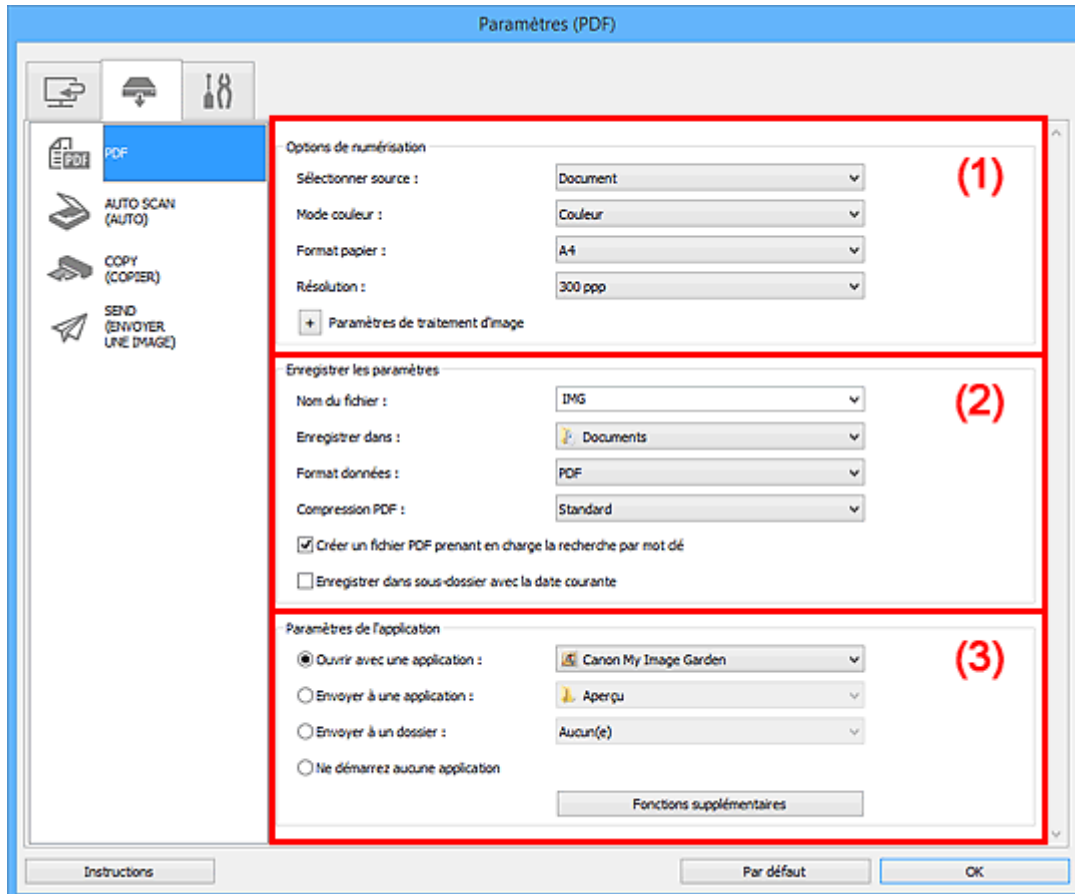 Paramètres (PDF)
PDF
PDF
AUTO SCAN
(AUTO)
COPY
(COPIER)
SEND
(ENVOYER
UNE IMAGE)
Options de numérisation
(1)
Sélectionner source : Document
Mode couleur : Couleur
Format papier : A4
Résolution : 300 ppp
+ Paramètres de traitement d'image
Enregistrer les paramètres
(2)
Nom du fichier : IMG
Enregistrer dans : Documents
Format données : PDF
Compression PDF : Standard
Créer un fichier PDF prenant en charge la recherche par mot clé
Enregistrer dans sous-dossier avec la date courante
Paramètres de l'application
(3)
Ouvrir avec une application : Canon My Image Garden
Envoyer à une application : Aperçu
Envoyer à un dossier : Aucun(e)
Ne démarrez aucune application
Fonctions supplémentaires
Instructions
Par défaut
OK